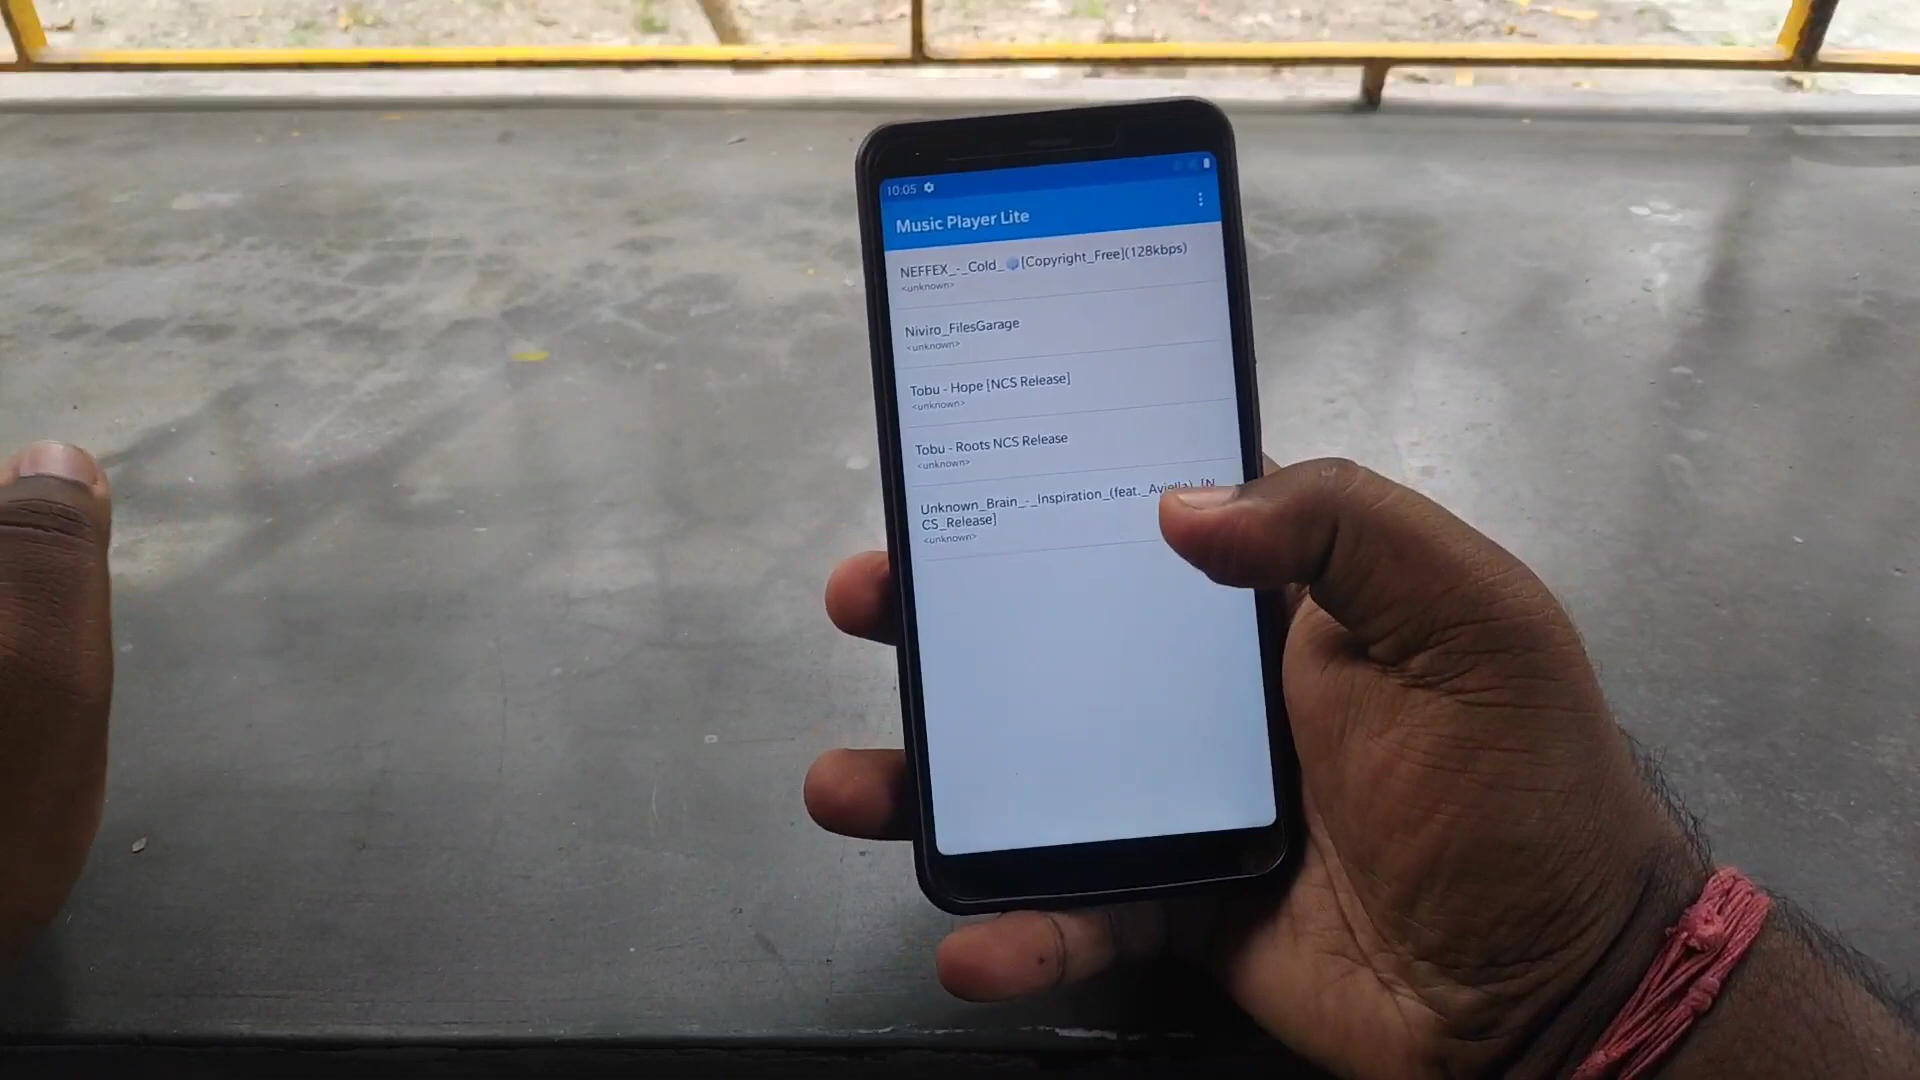 10:05
Music Player Lite
NEFFEX_-_Cold_[Copyright_Free](128kbps)
<unknown>
Niviro_FilesGarage
<unknown>
Tobu - Hope [NCS Release]
<unknown>
Tobu - Roots NCS Release
<unknown>
Unknown_Brain_-_Inspiration_(feat._Aviella)_[N
CS_Release]
<unknown>